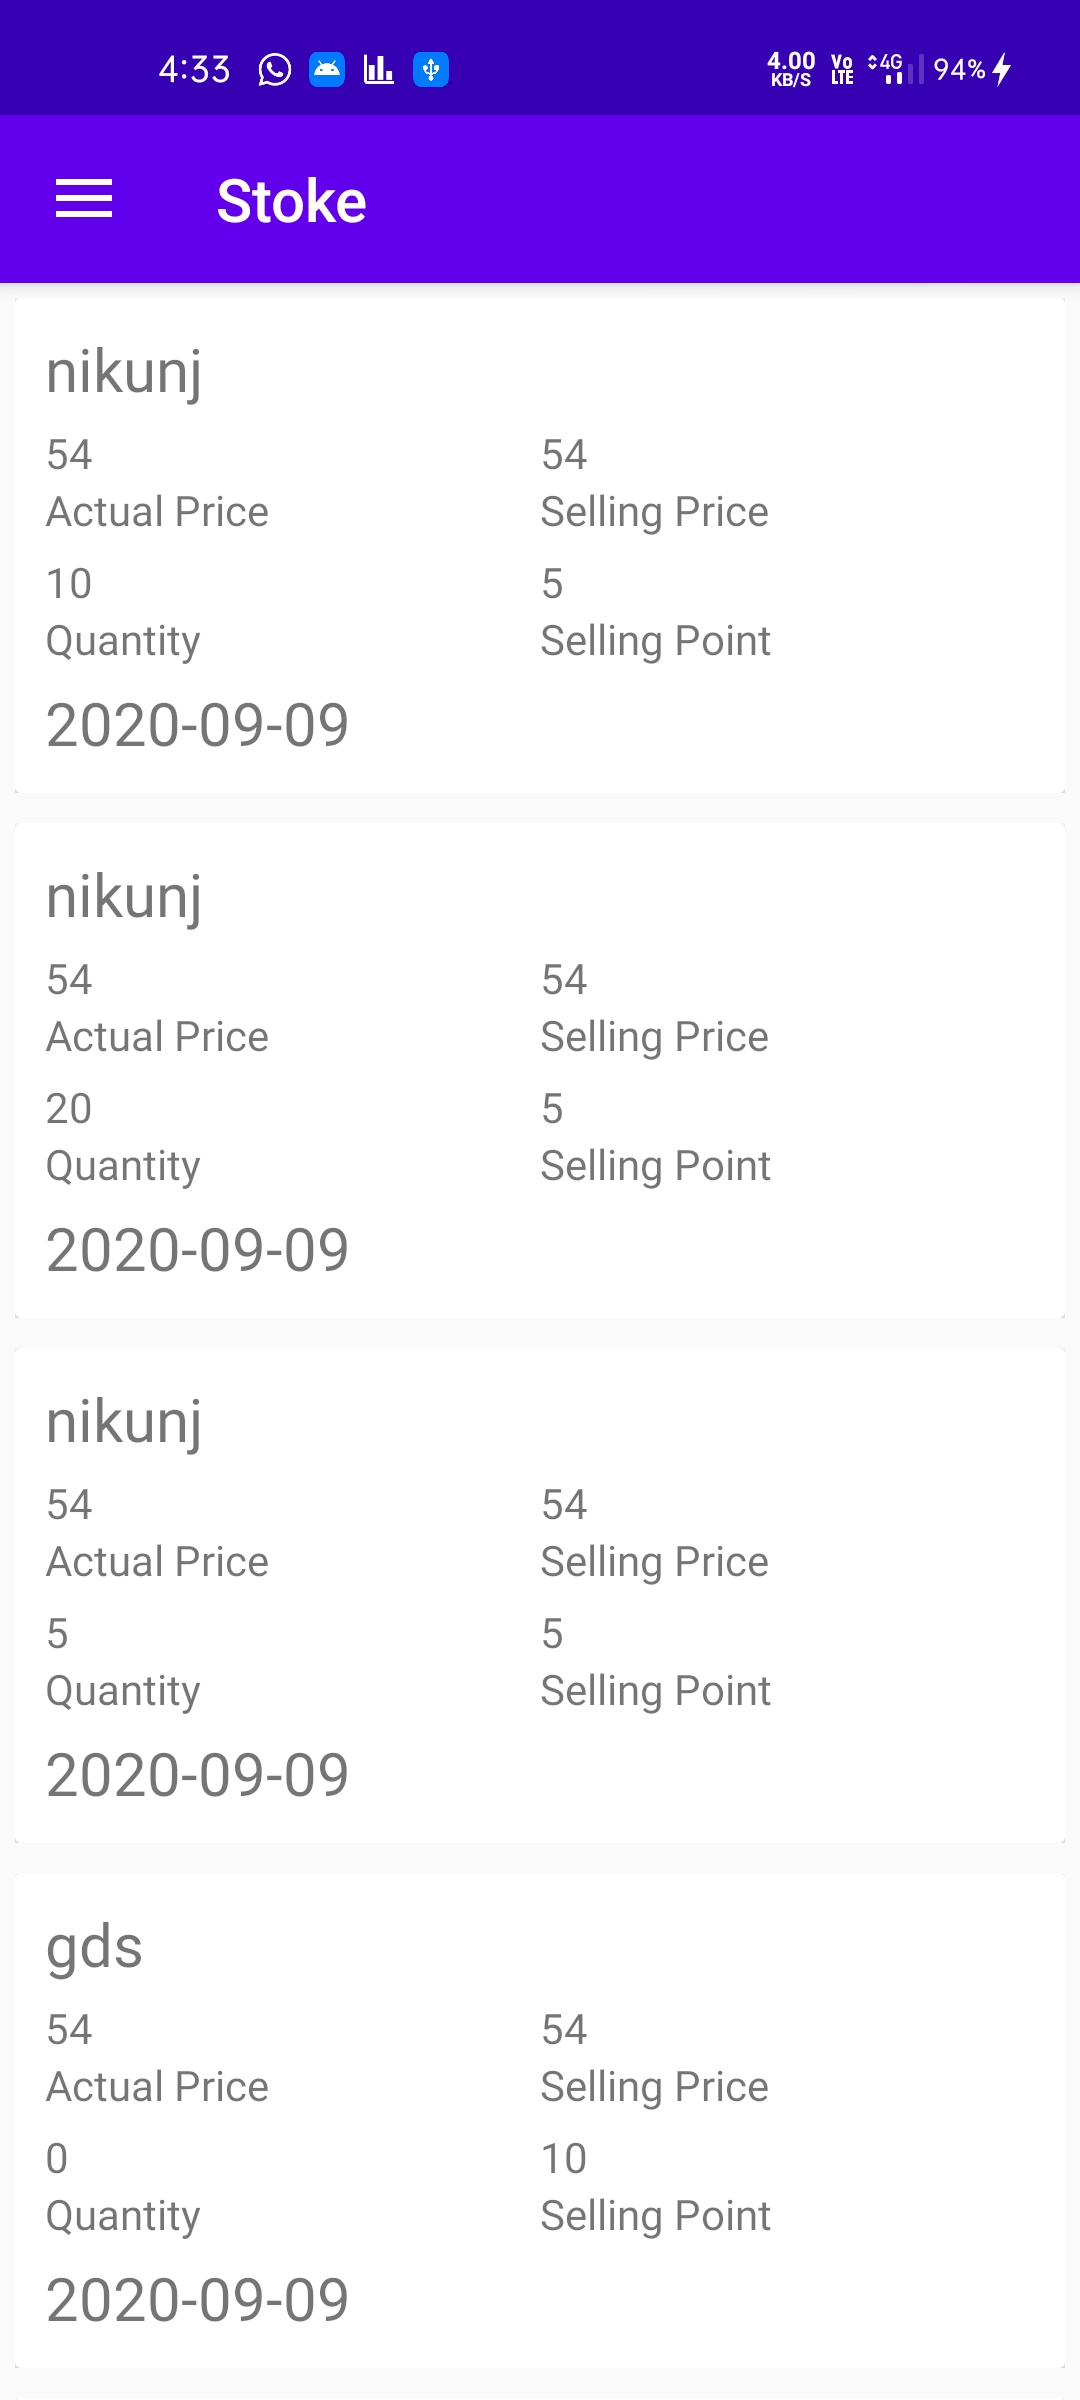 4:33 4.00 KB/S Vo LTE 4G 94%
Stoke
nikunj
54 54
Actual Price Selling Price
10 5
Quantity Selling Point
2020-09-09
nikunj
54 54
Actual Price Selling Price
20 5
Quantity Selling Point
2020-09-09
nikunj
54 54
Actual Price Selling Price
5 5
Quantity Selling Point
2020-09-09
gds
54 54
Actual Price Selling Price
0 10
Quantity Selling Point
2020-09-09